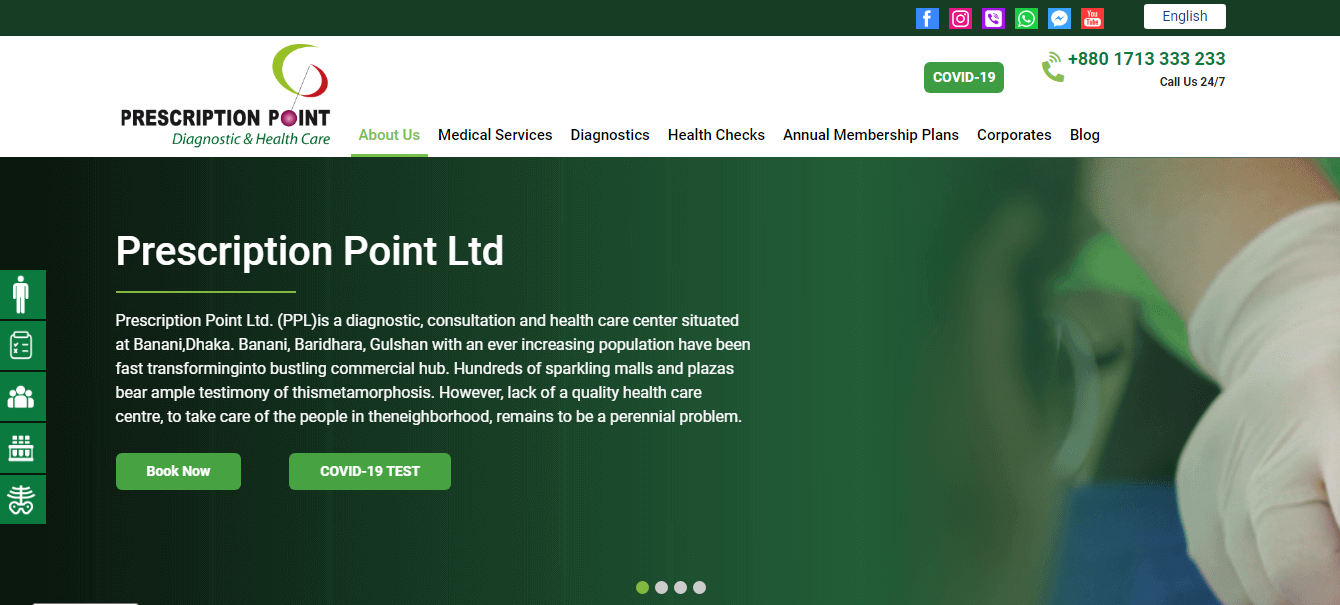 English
COVID-19
+880 1713 333 233
Call Us 24/7
PRESCRIPTION POINT
Diagnostic & Health Care
About Us Medical Services Diagnostics Health Checks Annual Membership Plans Corporates Blog
Prescription Point Ltd
Prescription Point Ltd. (PPL)is a diagnostic, consultation and health care center situated
at Banani,Dhaka. Banani, Baridhara, Gulshan with an ever increasing population have been
fast transforminginto bustling commercial hub. Hundreds of sparkling malls and plazas
bear ample testimony of thismetamorphosis. However, lack of a quality health care
centre, to take care of the people in theneighborhood, remains to be a perennial problem.
Book Now COVID-19 TEST